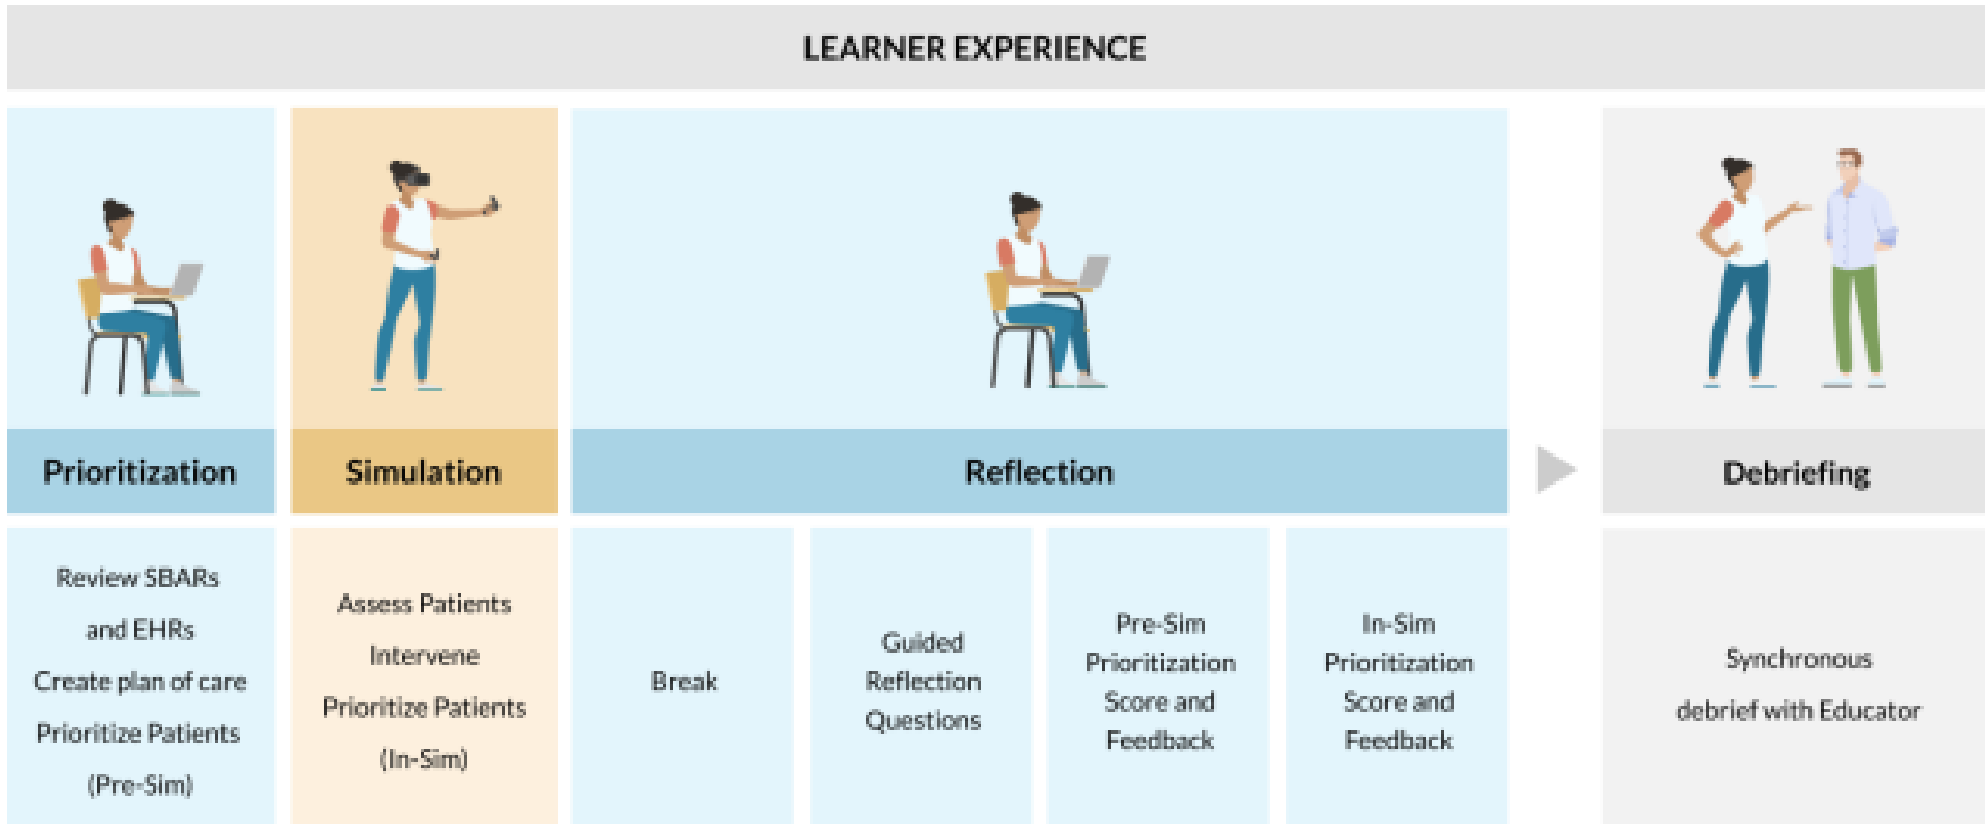 LEARNER EXPERIENCE
Prioritization
Simulation
Reflection
Debriefing
Review SBARs
and EHRs
Create plan of care
Prioritize Patients
(Pre-Sim)
Assess Patients
Intervene
Prioritize Patients
(In-Sim)
Break
Guided
Reflection
Questions
Pre-Sim
Prioritization
Score and
Feedback
In-Sim
Prioritization
Score and
Feedback
Synchronous
debrief with Educator